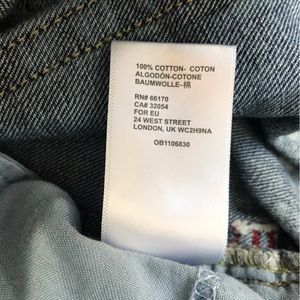 100% COTTON- COTON
ALGODÓN-COTONE
BAUMWOLLE-棉
RN# 66170
CA# 32054
FOR EU
24 WEST STREET
LONDON, UK WC2H9NA
OB1106830